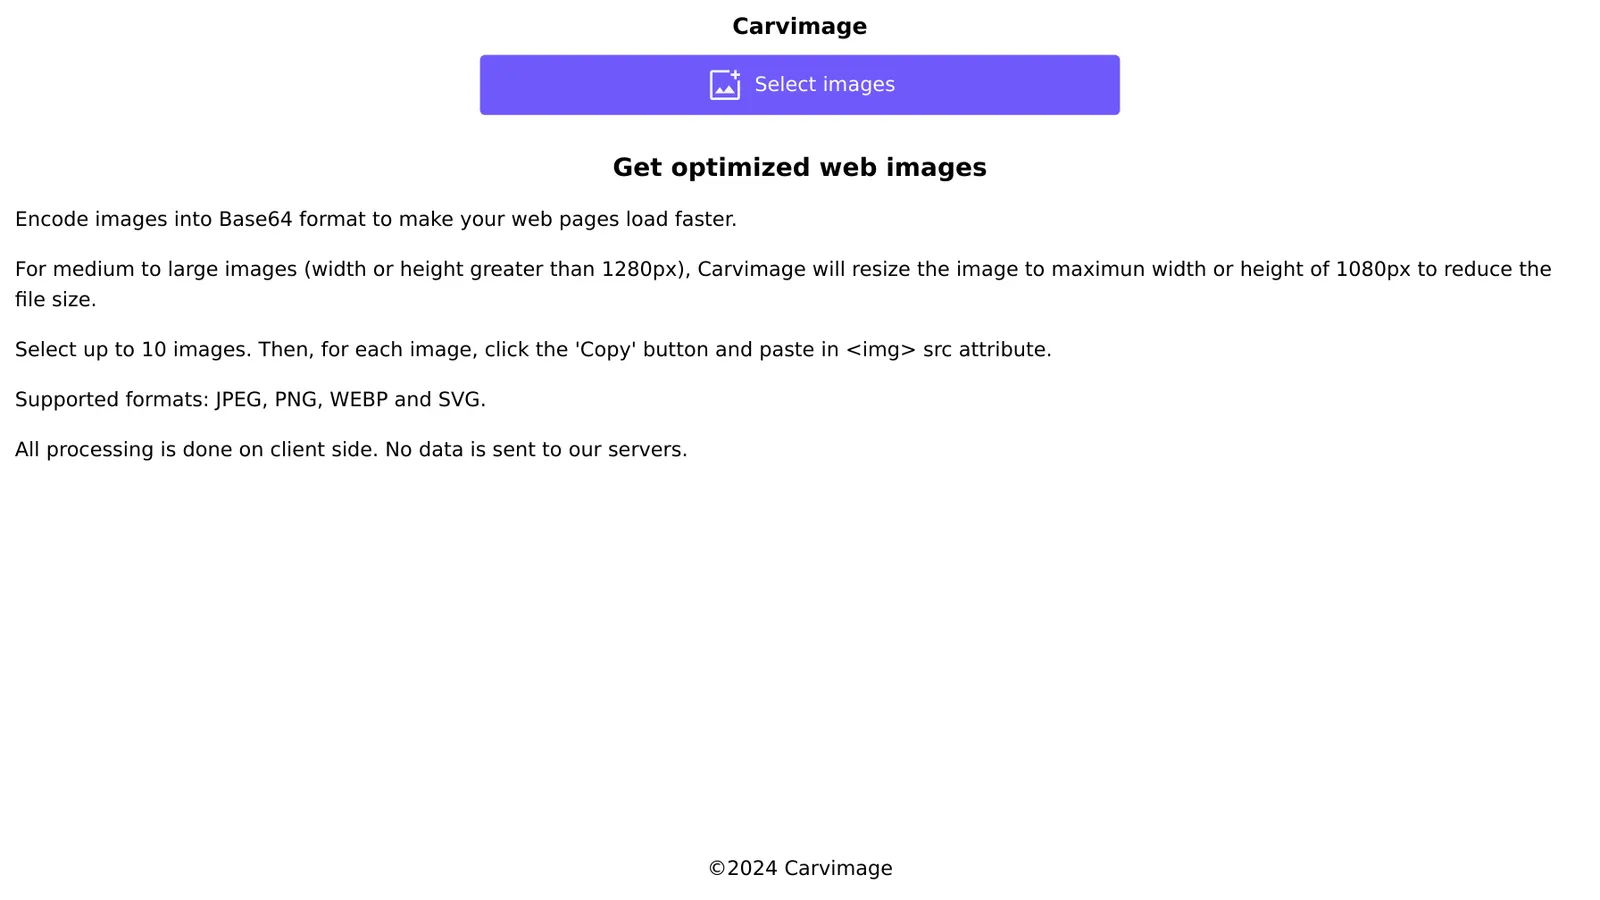 Carvimage
Select images
Get optimized web images
Encode images into Base64 format to make your web pages load faster.
For medium to large images (width or height greater than 1280px), Carvimage will resize the image to maximun width or height of 1080px to reduce the
file size.
Select up to 10 images. Then, for each image, click the 'Copy' button and paste in <img> src attribute.
Supported formats: JPEG, PNG, WEBP and SVG.
All processing is done on client side. No data is sent to our servers.
©2024 Carvimage